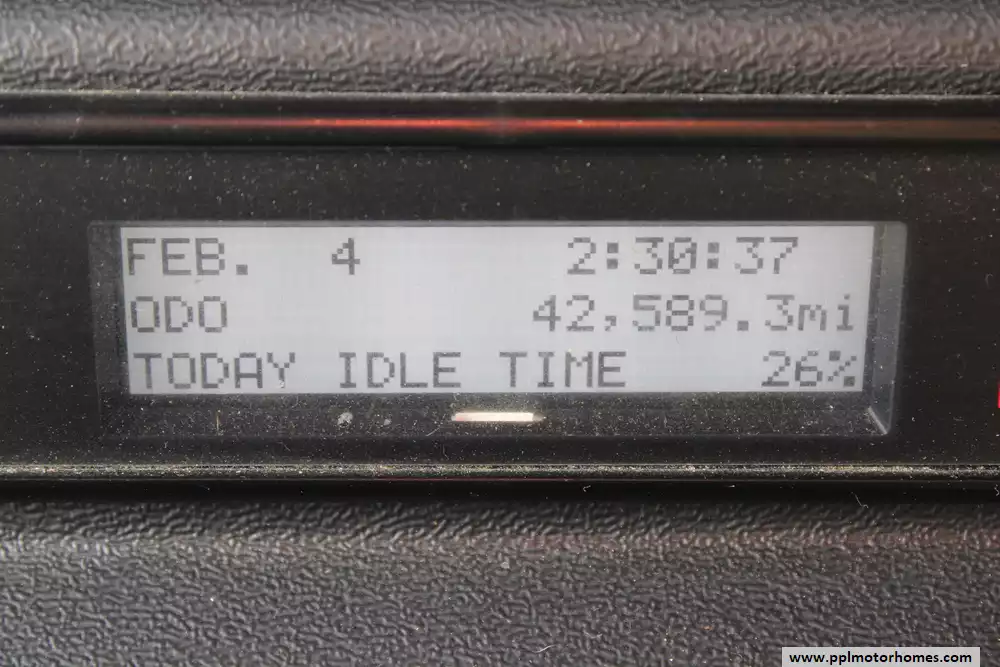 FEB. 4 2:30:37
ODO 42,589.3mi
TODAY IDLE TIME 26%
www.pplmotorhomes.com